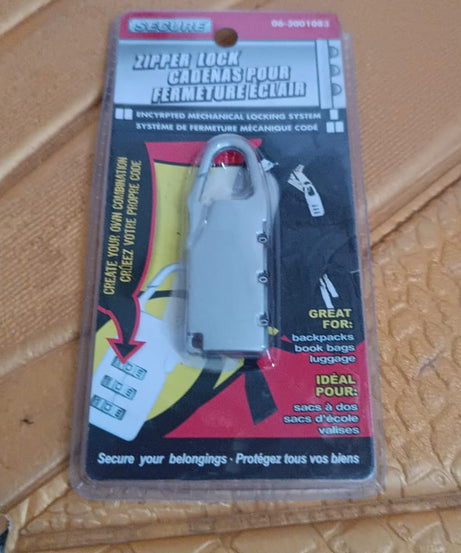 SECURE
06-3001083
ZIPPER LOCK
CADENAS POUR
FERMETURE ÉCLAIR
ENCYRPTED MECHANICAL LOCKING SYSTEM
SYSTÈME DE FERMETURE MÉCANIQUE CODÉ
CREATE YOUR OWN COMBINATION
CRÉEZ VOTRE PROPRE CODE
GREAT
FOR:
backpacks
book bags
luggage
IDÉAL
POUR:
sacs à dos
sacs d'école
valises
Secure your belongings · Protégez tous vos biens